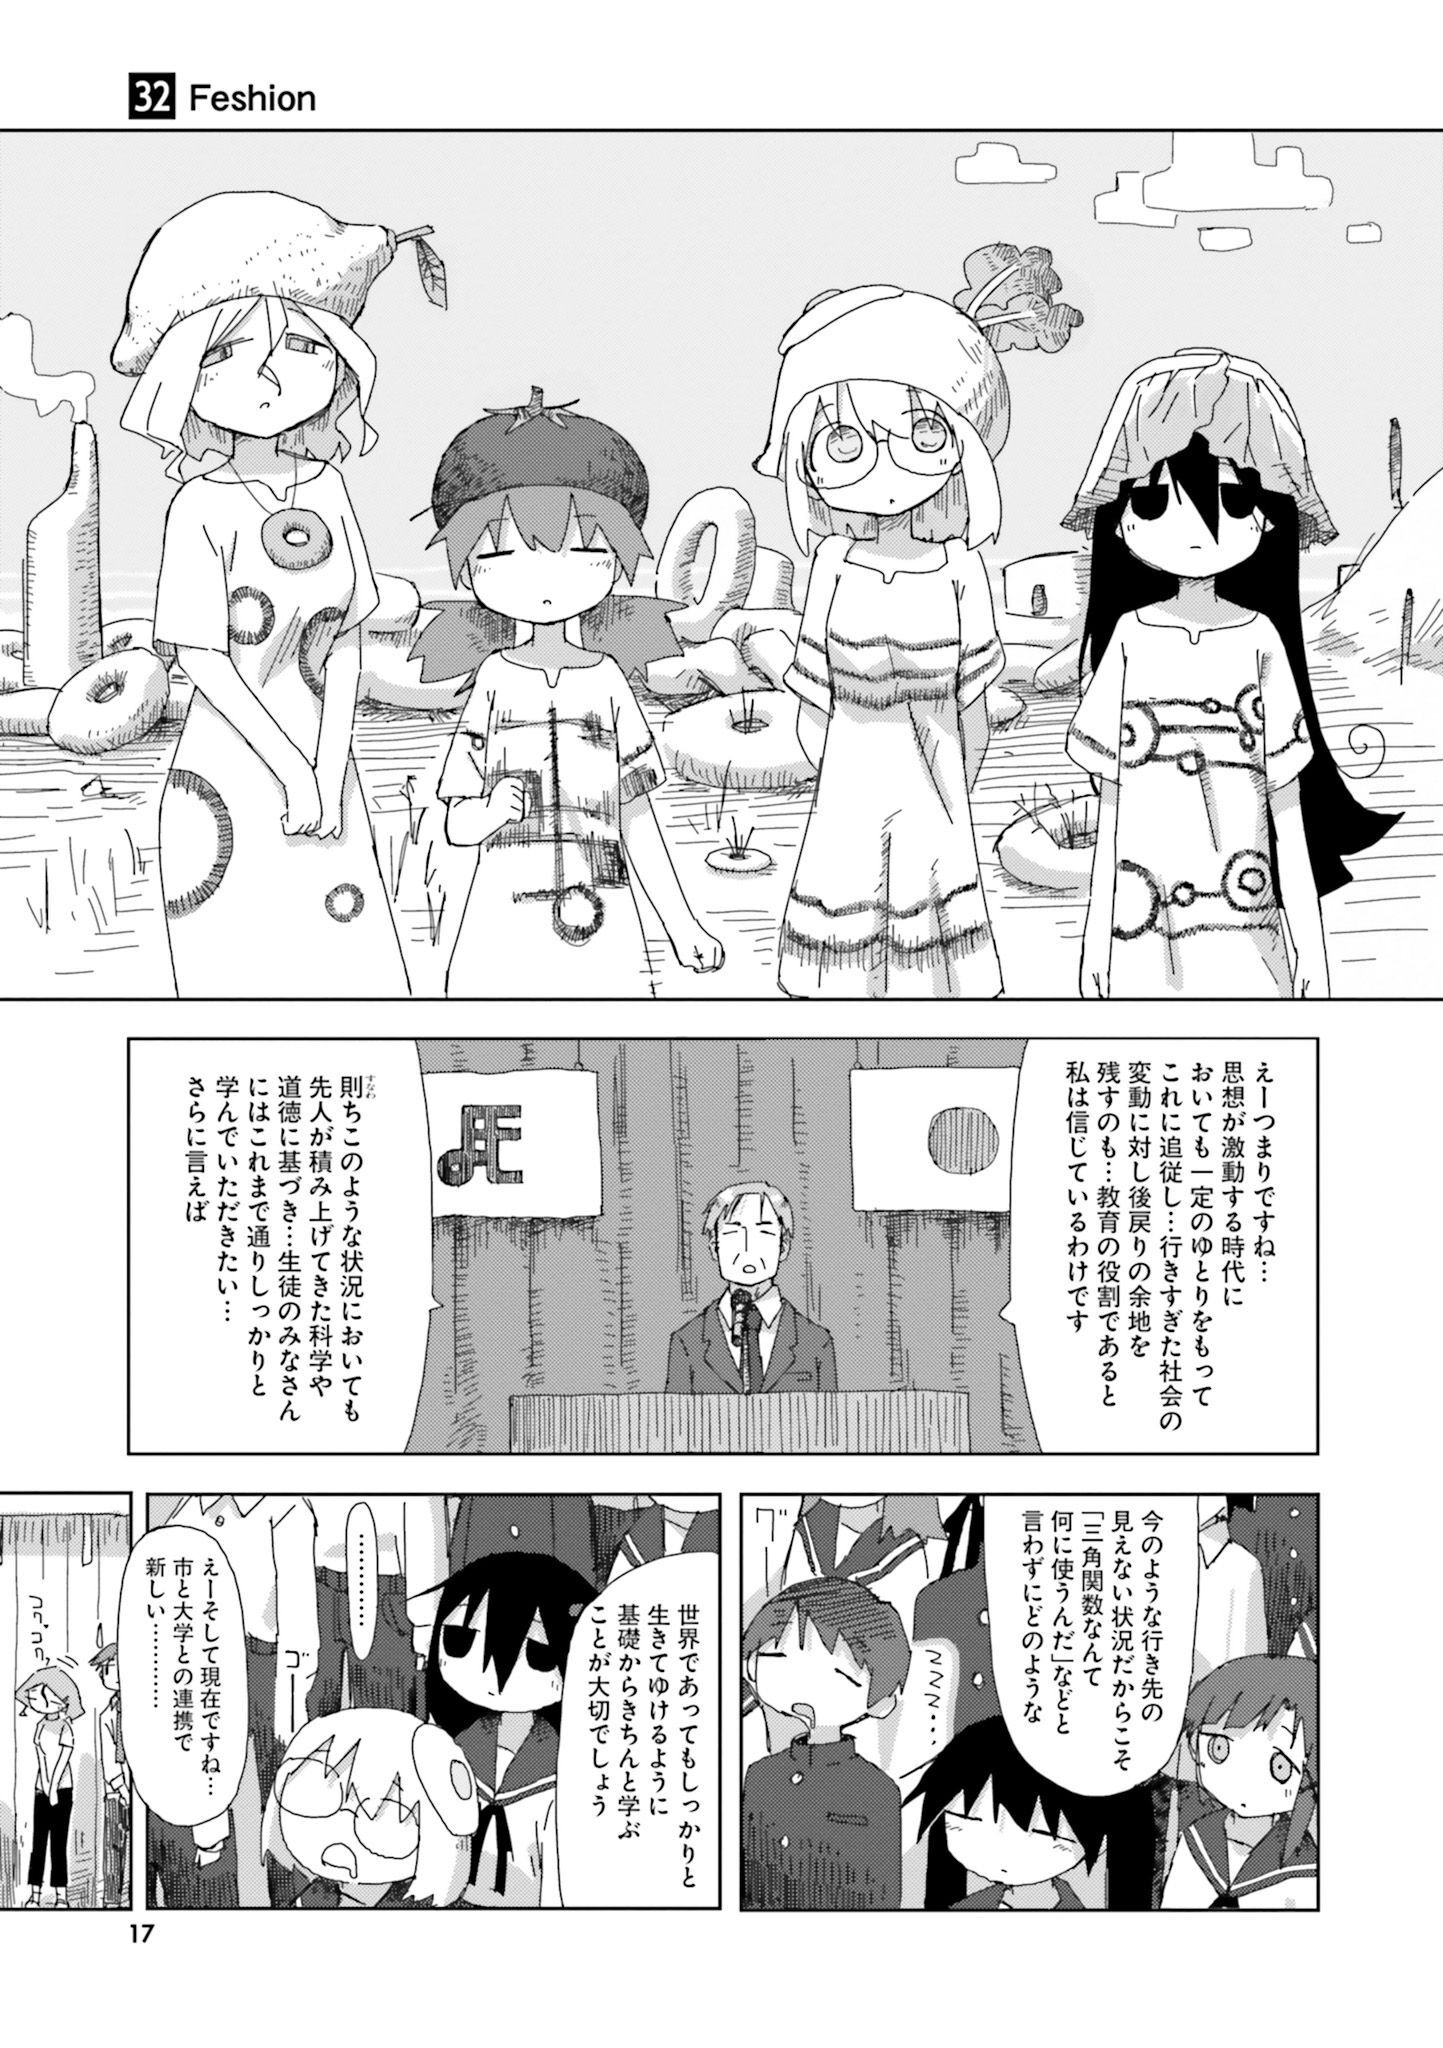 32 Feshion
えーつまりですね…
思想が激動する時代に
おいても一定のゆとりをもって
これに追従し…行きすぎた社会の
変動に対し後戻りの余地を
残すのも…教育の役割であると
私は信じているわけです
則ちこのような状況においても
すなわ
先人が積み上げてきた科学や
道徳に基づき…生徒のみなさん
にはこれまで通りしっかりと
学んでいただきたい…
さらに言えば
今のような行き先の
見えない状況だからこそ
「三角関数なんて
何に使うんだ」などと
言わずにどのような
グー
世界であってもしっかりと
生きてゆけるように
基礎からきちんと学ぶ
ことが大切でしょう
…………
えーそして現在ですね…
市と大学との連携で
新しい…………
17